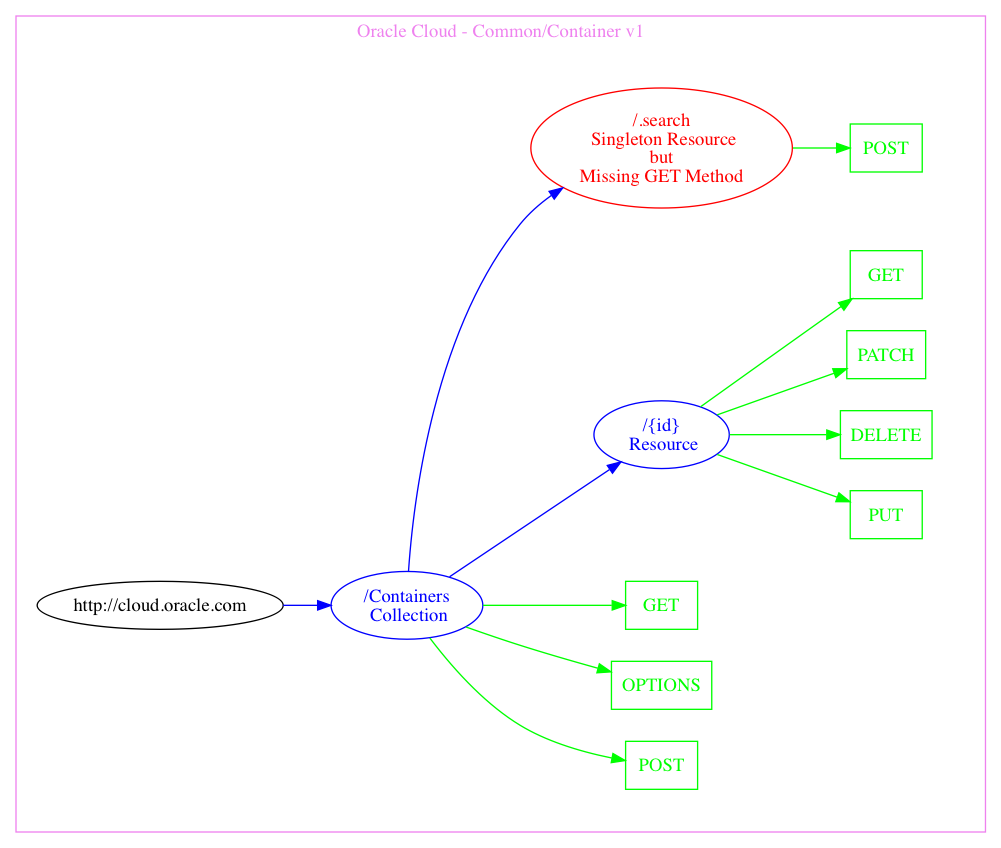 Oracle Cloud - Common/Container v1
/.search
Singleton Resource
but
Missing GET Method
POST
GET
PATCH
/{id}
Resource
DELETE
PUT
http://cloud.oracle.com
/Containers
Collection
GET
OPTIONS
POST